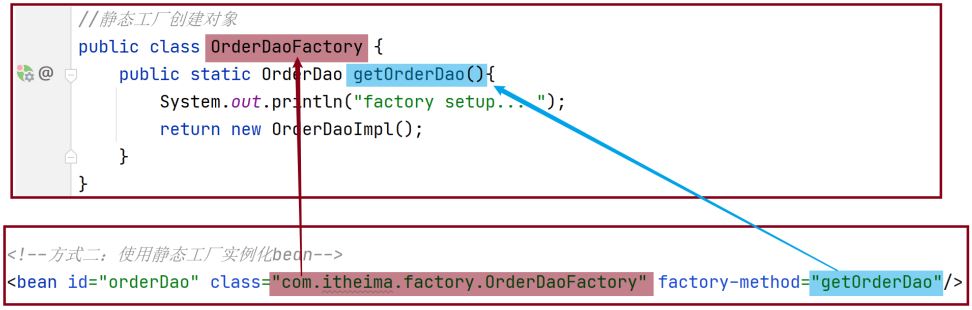 //静态工厂创建对象
public class OrderDaoFactory {
@
public static OrderDao getOrderDao(){
System.out.println("factory setup... ");
return new OrderDaoImpl();
}
}
<!--方式二：使用静态工厂实例化bean-->
<bean id="orderDao" class="com.itheima.factory.OrderDaoFactory" factory-method="getOrderDao"/>